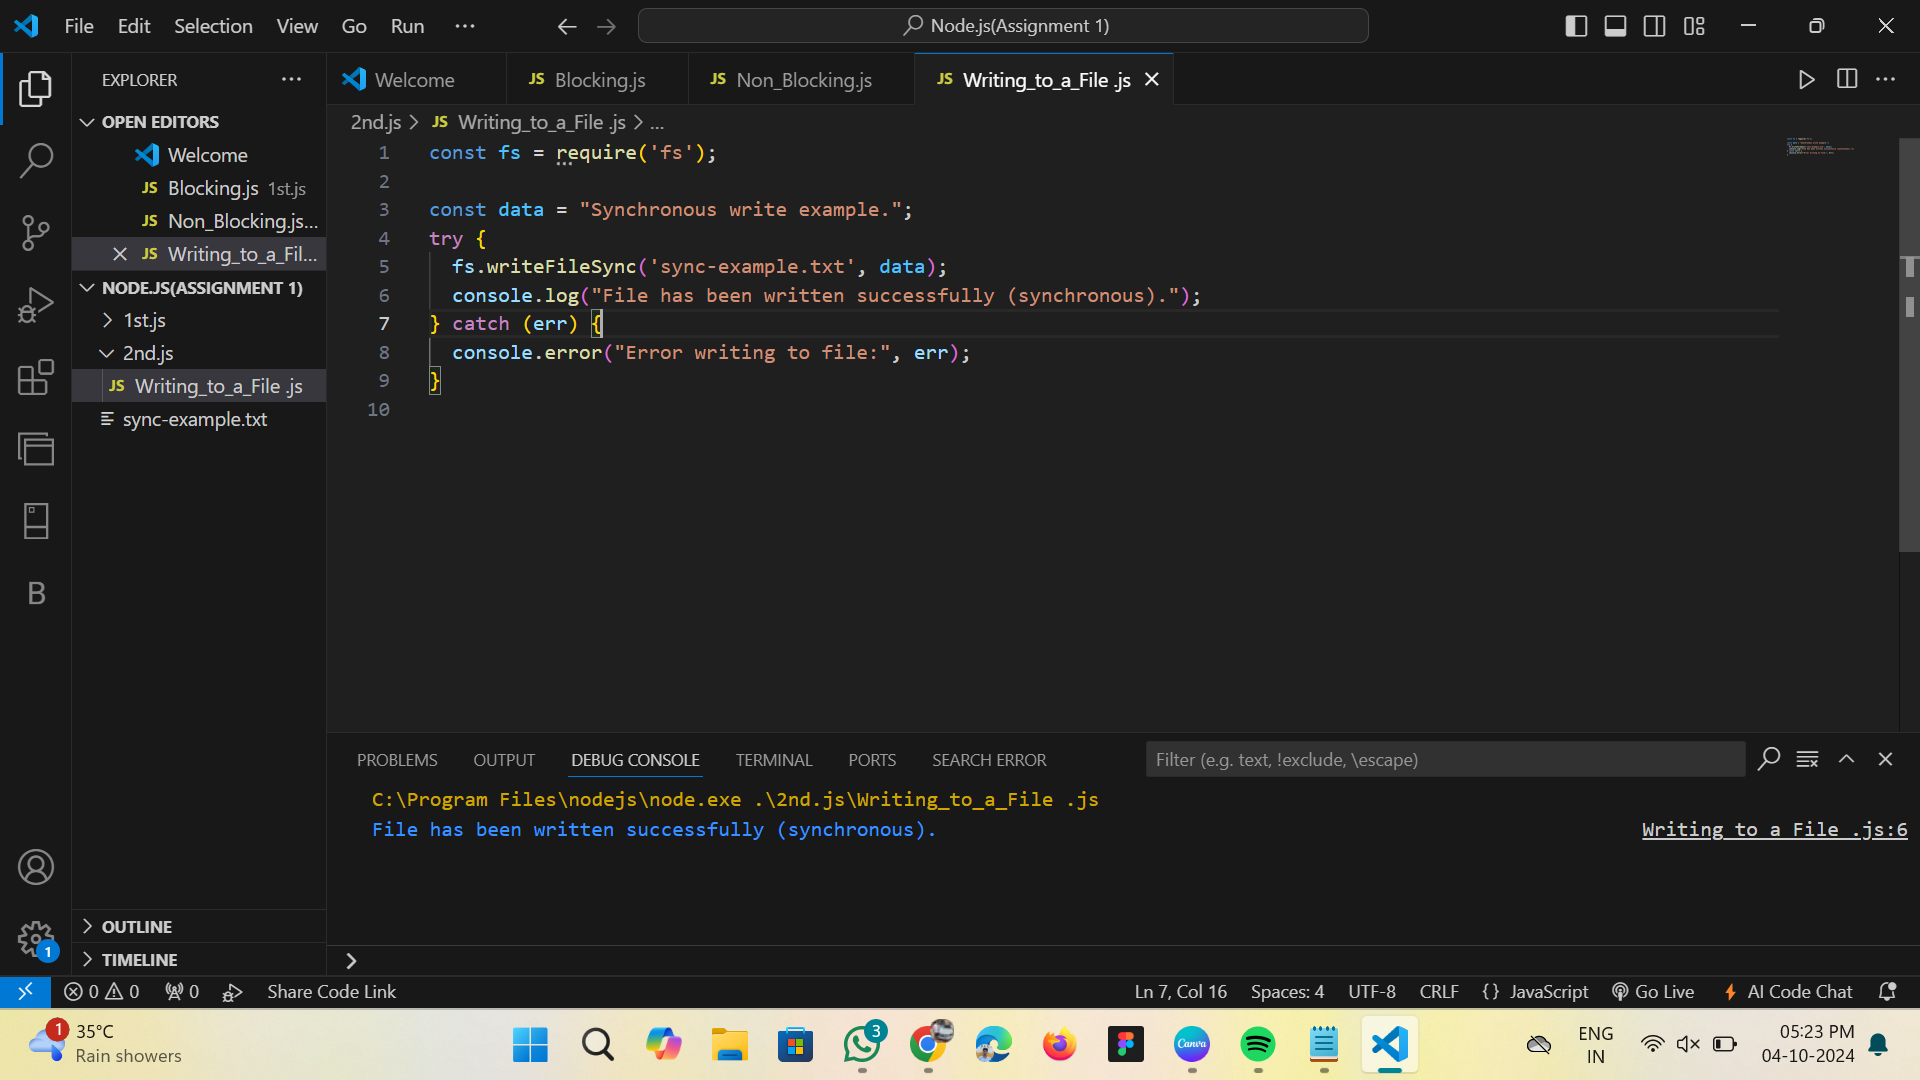 File Edit Selection View Go Run ··· Node.js(Assignment 1)
EXPLORER ···
OPEN EDITORS
Welcome
JS Blocking.js 1st.js
JS Non_Blocking.js...
JS Writing_to_a_Fil...
NODE.JS(ASSIGNMENT 1)
1st.js
2nd.js
JS Writing_to_a_File .js
sync-example.txt
B
OUTLINE
TIMELINE
Welcome JS Blocking.js JS Non_Blocking.js JS Writing_to_a_File .js
2nd.js > JS Writing_to_a_File .js > ...
1 const fs = require('fs');
2
3 const data = "Synchronous write example.";
4 try {
5 fs.writeFileSync('sync-example.txt', data);
6 console.log("File has been written successfully (synchronous).");
7 } catch (err) {
8 console.error("Error writing to file:", err);
9 }
10
PROBLEMS OUTPUT DEBUG CONSOLE TERMINAL PORTS SEARCH ERROR Filter (e.g. text, !exclude, \escape)
C:\Program Files\nodejs\node.exe .\2nd.js\Writing_to_a_File .js
File has been written successfully (synchronous). Writing_to_a_File .js:6
>
1
0 0 0 Share Code Link Ln 7, Col 16 Spaces: 4 UTF-8 CRLF {} JavaScript Go Live AI Code Chat
1 35°C
Rain showers
3
Canva
ENG
IN
05:23 PM
04-10-2024